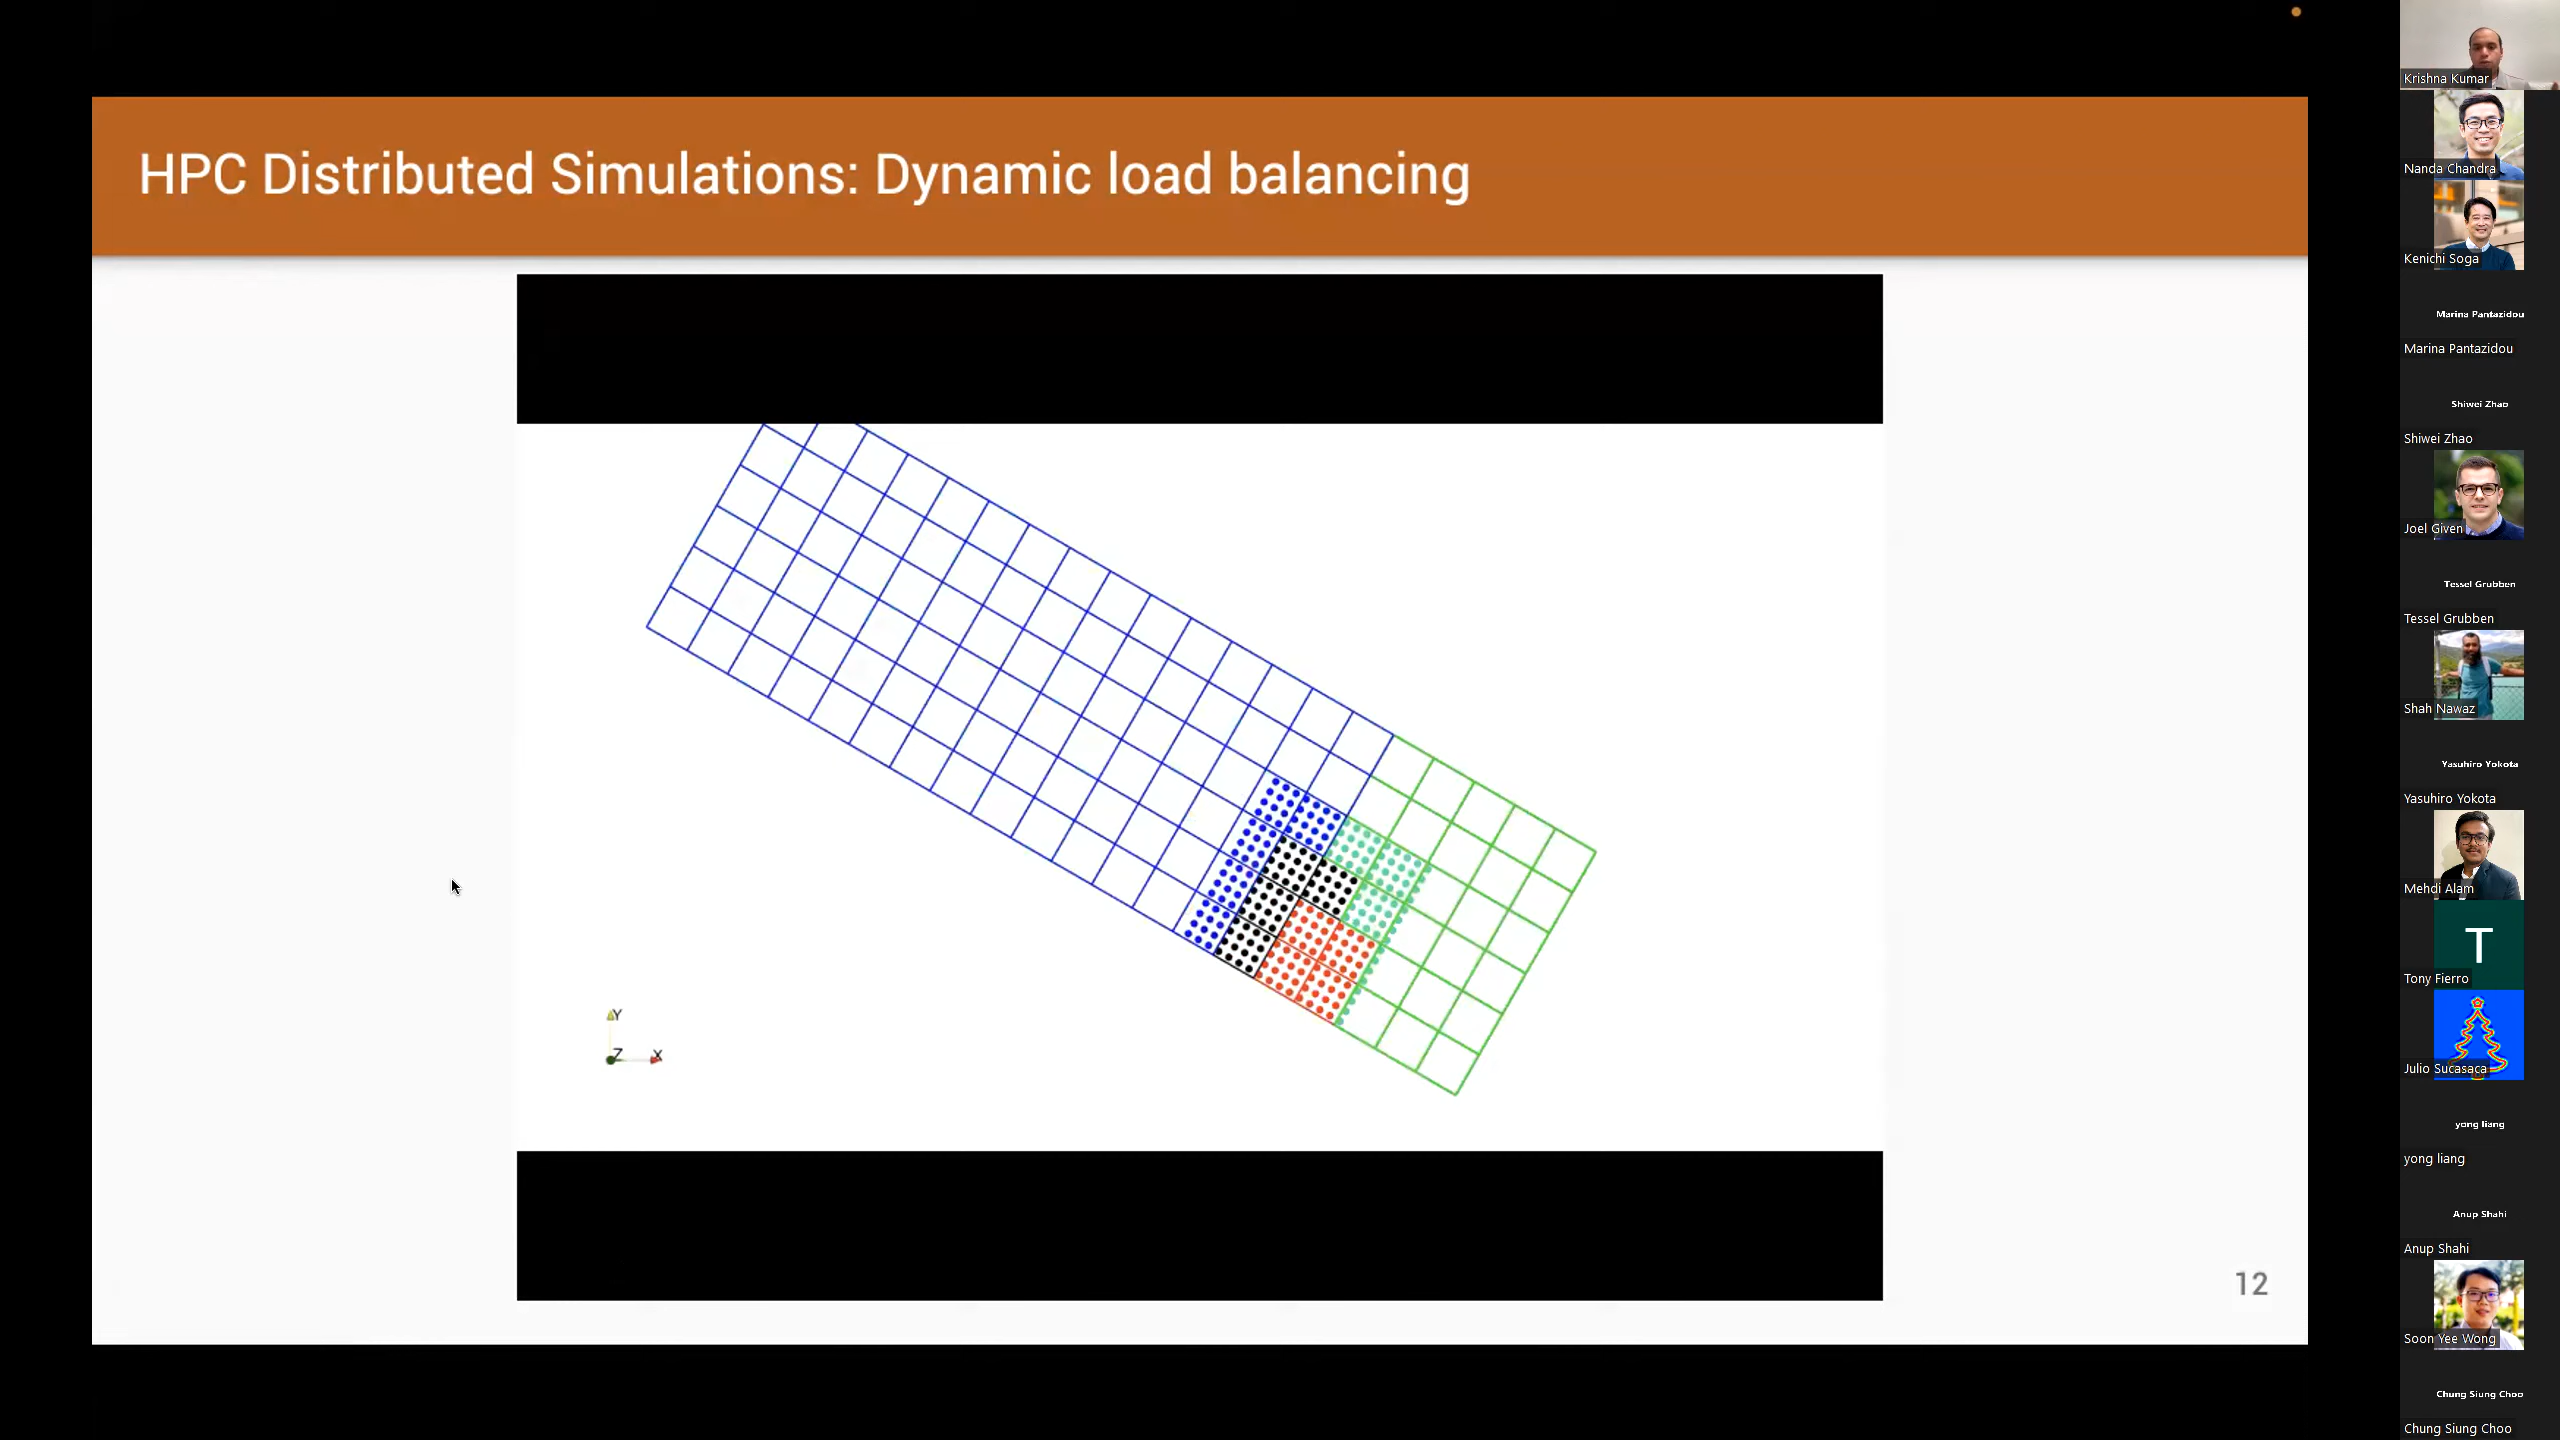 HPC Distributed Simulations: Dynamic load balancing
Y
Z
X
12
Krishna Kumar
Nanda Chandra
Kenichi Soga
Marina Pantazidou
Marina Pantazidou
Shiwei Zhao
Shiwei Zhao
Joel Given
Tessel Grubben
Tessel Grubben
Shah Nawaz
Yasuhiro Yokota
Yasuhiro Yokota
Mehdi Alam
T
Tony Fierro
Julio Sucasaca
yong liang
yong liang
Anup Shahi
Anup Shahi
Soon Yee Wong
Chung Siung Choo
Chung Siung Choo